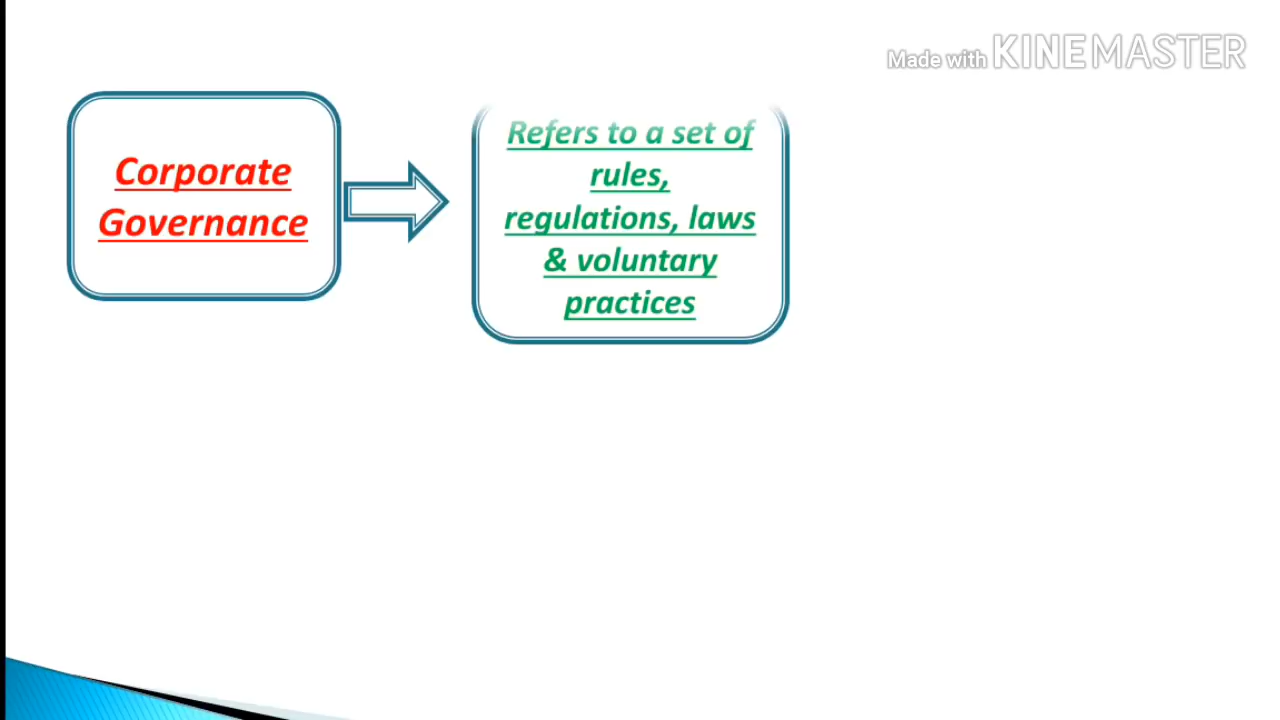 Made with KINEMASTER
Corporate
Governance
Refers to a set of
rules,
regulations, laws
& voluntary
practices